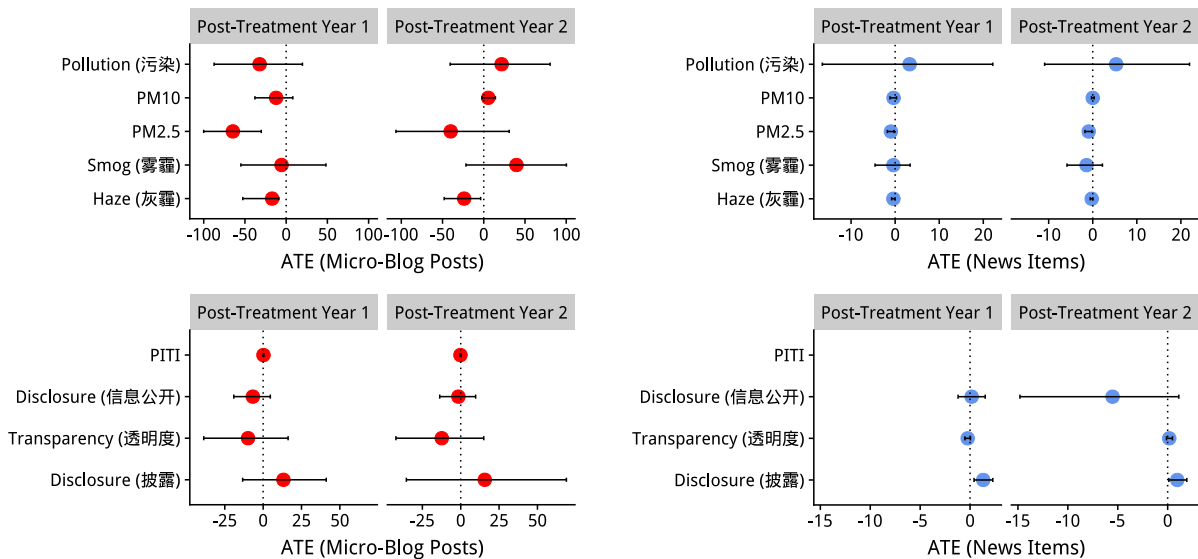 Post-Treatment Year 1
Post-Treatment Year 2
Pollution (污染)
PM10
PM2.5
Smog (雾霾)
Haze (灰霾)
-100 -50 0 50 100
-100 -50 0 50 100
ATE (Micro-Blog Posts)
Post-Treatment Year 1
Post-Treatment Year 2
Pollution (污染)
PM10
PM2.5
Smog (雾霾)
Haze (灰霾)
-10 0 10 20
-10 0 10 20
ATE (News Items)
Post-Treatment Year 1
Post-Treatment Year 2
PITI
Disclosure (信息公开)
Transparency (透明度)
Disclosure (披露)
-25 0 25 50
-25 0 25 50
ATE (Micro-Blog Posts)
Post-Treatment Year 1
Post-Treatment Year 2
PITI
Disclosure (信息公开)
Transparency (透明度)
Disclosure (披露)
-15 -10 -5 0
-15 -10 -5 0
ATE (News Items)